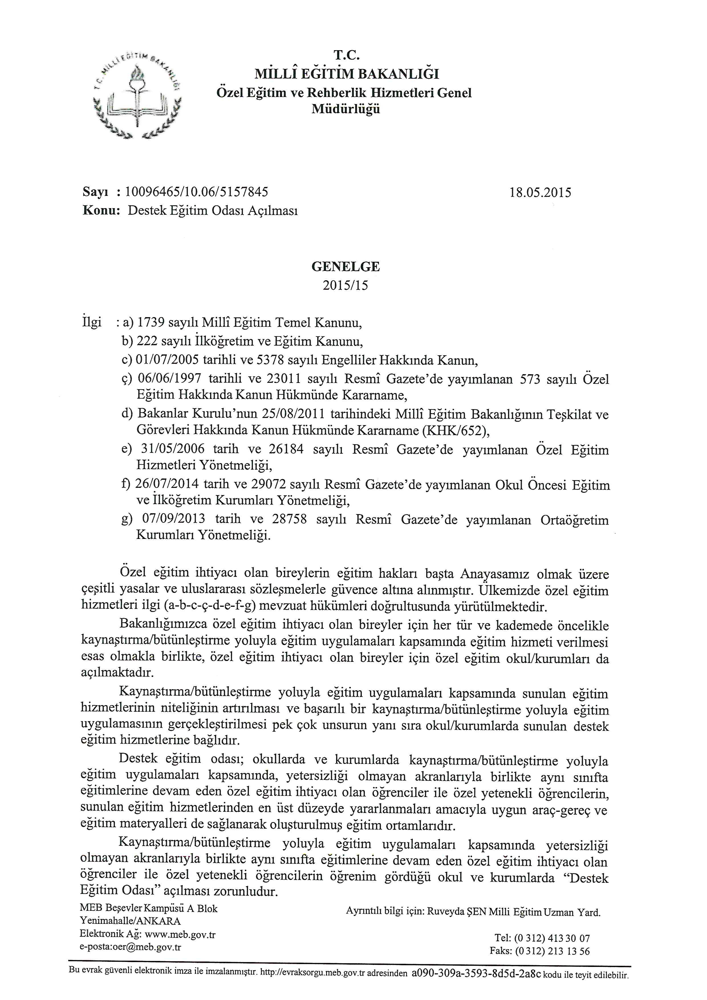 T.C. MİLLİ EĞİTİM BAKANLIĞI
T.C.
MİLLÎ EĞİTİM BAKANLIĞI
Özel Eğitim ve Rehberlik Hizmetleri Genel
Müdürlüğü
Sayı : 10096465/10.06/5157845 18.05.2015
Konu: Destek Eğitim Odası Açılması
GENELGE
2015/15
İlgi : a) 1739 sayılı Millî Eğitim Temel Kanunu,
b) 222 sayılı İlköğretim ve Eğitim Kanunu,
c) 01/07/2005 tarihli ve 5378 sayılı Engelliler Hakkında Kanun,
ç) 06/06/1997 tarihli ve 23011 sayılı Resmî Gazete’de yayımlanan 573 sayılı Özel
Eğitim Hakkında Kanun Hükmünde Kararname,
d) Bakanlar Kurulu’nun 25/08/2011 tarihindeki Millî Eğitim Bakanlığının Teşkilat ve
Görevleri Hakkında Kanun Hükmünde Kararname (KHK/652),
e) 31/05/2006 tarih ve 26184 sayılı Resmî Gazete’de yayımlanan Özel Eğitim
Hizmetleri Yönetmeliği,
f) 26/07/2014 tarih ve 29072 sayılı Resmî Gazete’de yayımlanan Okul Öncesi Eğitim
ve İlköğretim Kurumları Yönetmeliği,
g) 07/09/2013 tarih ve 28758 sayılı Resmî Gazete’de yayımlanan Ortaöğretim
Kurumları Yönetmeliği.
Özel eğitim ihtiyacı olan bireylerin eğitim hakları başta Anayasamız olmak üzere
çeşitli yasalar ve uluslararası sözleşmelerle güvence altına alınmıştır. Ülkemizde özel eğitim
hizmetleri ilgi (a-b-c-ç-d-e-f-g) mevzuat hükümleri doğrultusunda yürütülmektedir.
Bakanlığımızca özel eğitim ihtiyacı olan bireyler için her tür ve kademede öncelikle
kaynaştırma/bütünleştirme yoluyla eğitim uygulamaları kapsamında eğitim hizmeti verilmesi
esas olmakla birlikte, özel eğitim ihtiyacı olan bireyler için özel eğitim okul/kurumları da
açılmaktadır.
Kaynaştırma/bütünleştirme yoluyla eğitim uygulamaları kapsamında sunulan eğitim
hizmetlerinin niteliğinin artırılması ve başarılı bir kaynaştırma/bütünleştirme yoluyla eğitim
uygulamasının gerçekleştirilmesi pek çok unsurun yanı sıra okul/kurumlarda sunulan destek
eğitim hizmetlerine bağlıdır.
Destek eğitim odası; okullarda ve kurumlarda kaynaştırma/bütünleştirme yoluyla
eğitim uygulamaları kapsamında, yetersizliği olmayan akranlarıyla birlikte aynı sınıfta
eğitimlerine devam eden özel eğitim ihtiyacı olan öğrenciler ile özel yetenekli öğrencilerin,
sunulan eğitim hizmetlerinden en üst düzeyde yararlanmaları amacıyla uygun araç-gereç ve
eğitim materyalleri de sağlanarak oluşturulmuş eğitim ortamlarıdır.
Kaynaştırma/bütünleştirme yoluyla eğitim uygulamaları kapsamında yetersizliği
olmayan akranlarıyla birlikte aynı sınıfta eğitimlerine devam eden özel eğitim ihtiyacı olan
öğrenciler ile özel yetenekli öğrencilerin öğrenim gördüğü okul ve kurumlarda “Destek
Eğitim Odası” açılması zorunludur.
MEB Beşevler Kampüsü A Blok
Yenimahalle/ANKARA
Elektronik Ağ: www.meb.gov.tr
e-posta:oer@meb.gov.tr
Ayrıntılı bilgi için: Ruveyda ŞEN Milli Eğitim Uzman Yard.
Tel: (0 312) 413 30 07
Faks: (0 312) 213 13 56
Bu evrak güvenli elektronik imza ile imzalanmıştır. http://evraksorgu.meb.gov.tr adresinden a090-309a-3593-8d5d-2a8c kodu ile teyit edilebilir.